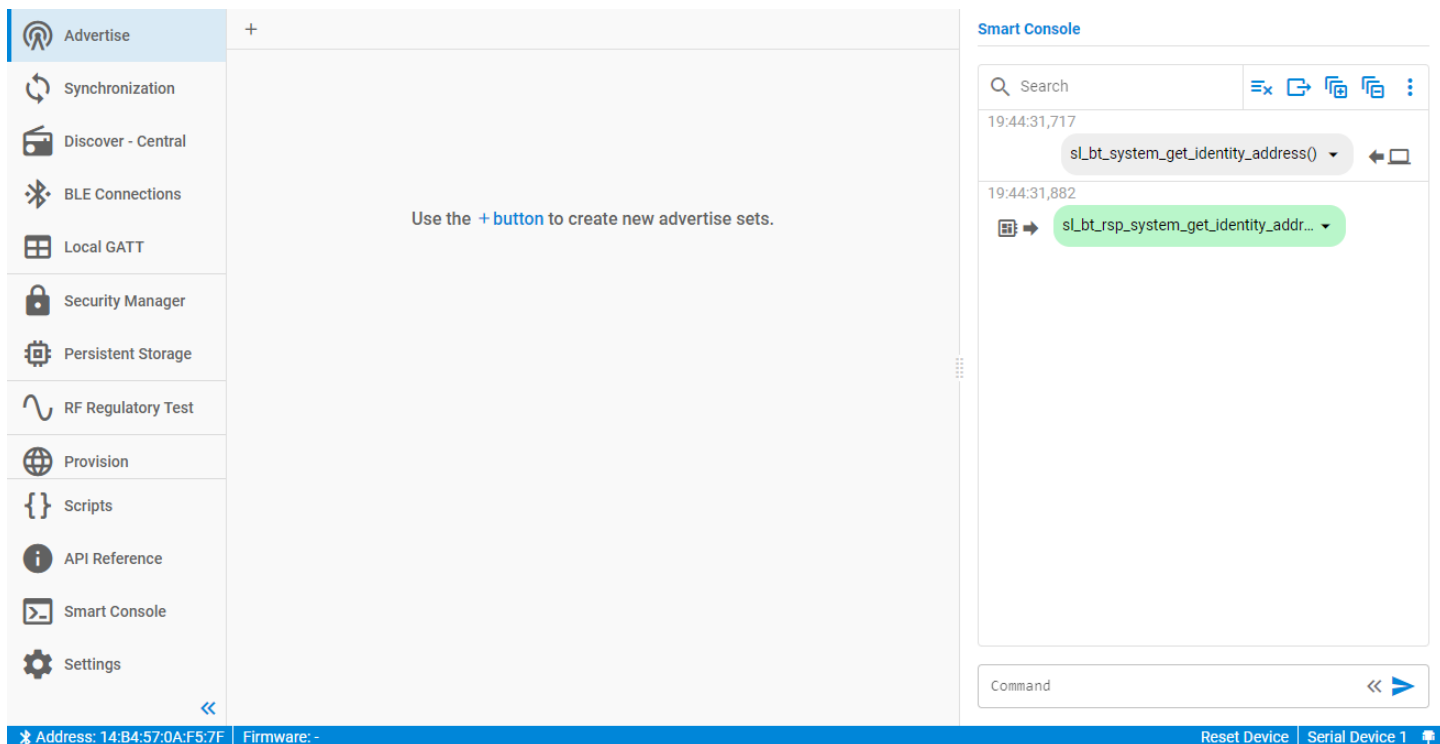 Advertise
Synchronization
Discover - Central
BLE Connections
Local GATT
Security Manager
Persistent Storage
RF Regulatory Test
Provision
Scripts
API Reference
Smart Console
Settings
+
Use the + button to create new advertise sets.
Smart Console
Search
19:44:31,717
sl_bt_system_get_identity_address()
19:44:31,882
sl_bt_rsp_system_get_identity_addr...
Command
Address: 14:B4:57:0A:F5:7F
Firmware: -
Reset Device
Serial Device 1